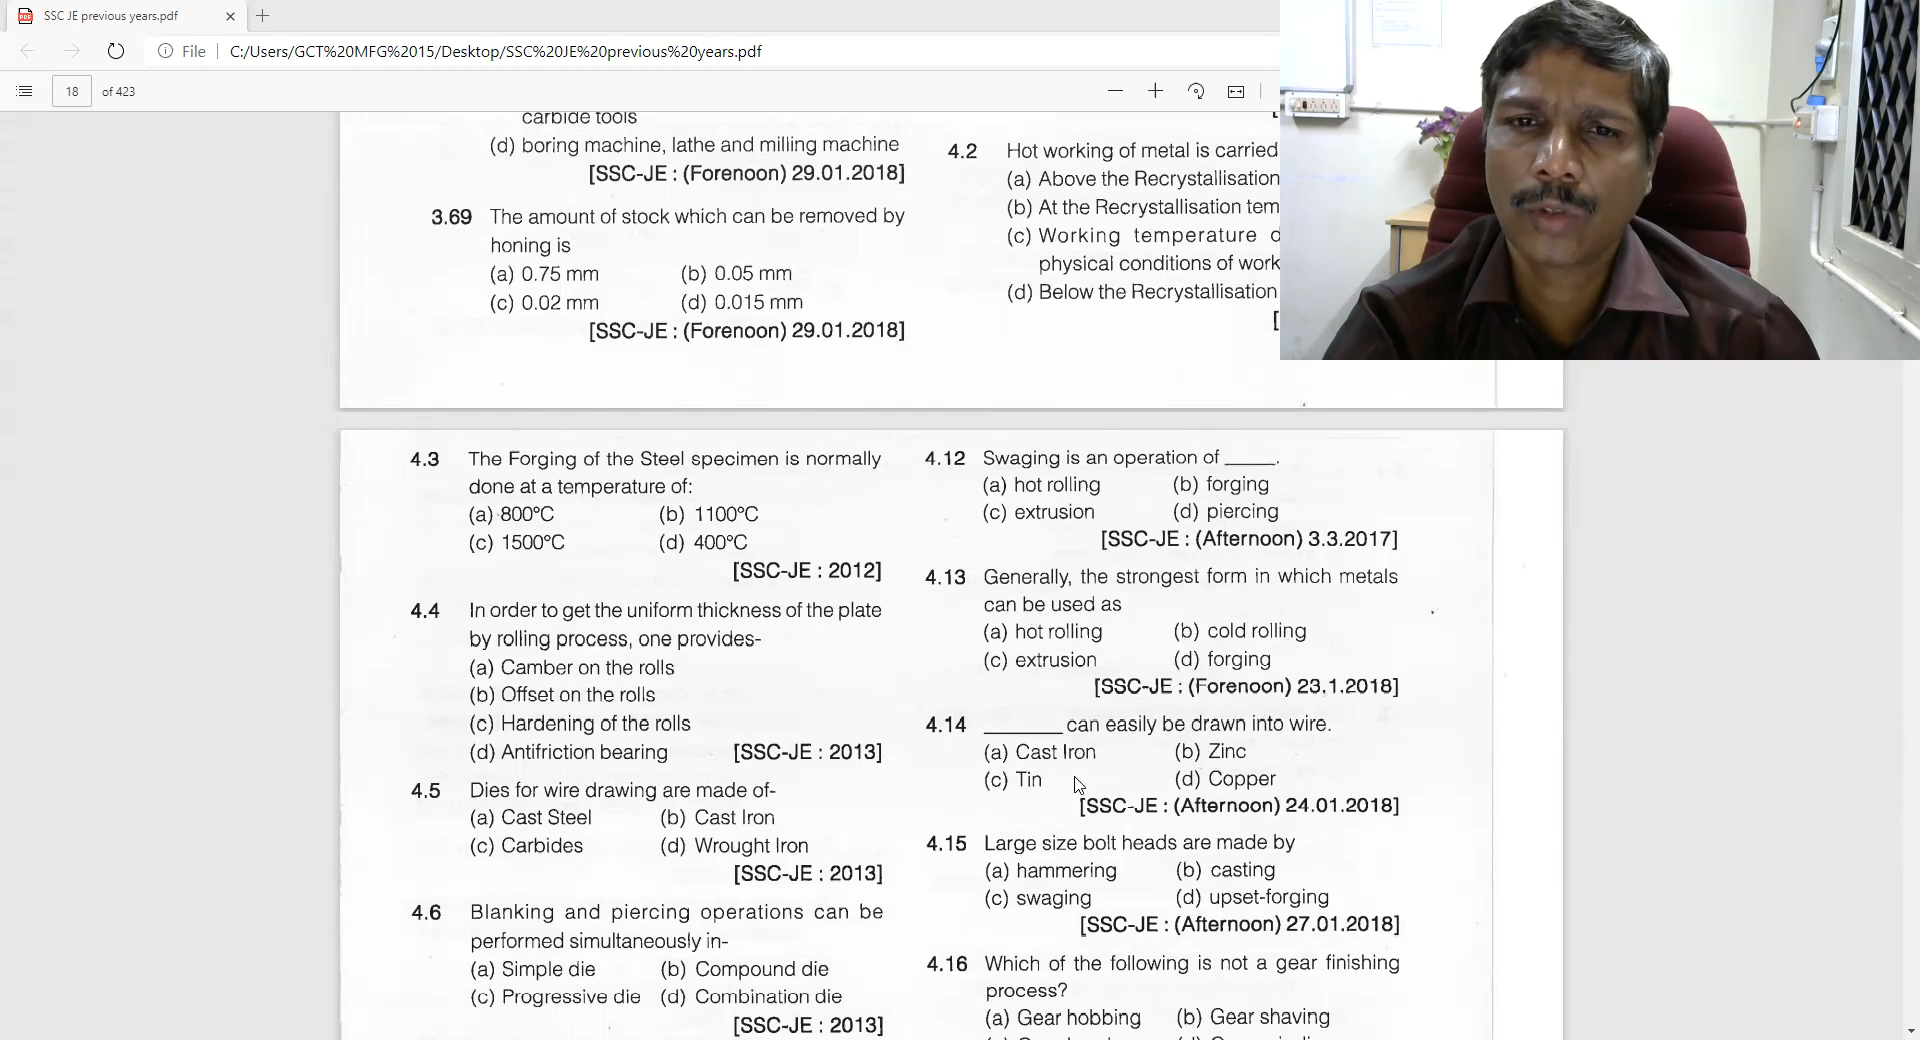 SSC JE previous years.pdf
File
C:/Users/GCT%20MFG%2015/Desktop/SSC%20JE%20previous%20years.pdf
18 of 423
carbide tools
(d) boring machine, lathe and milling machine
[SSC-JE : (Forenoon) 29.01.2018]
3.69 The amount of stock which can be removed by
honing is
(a) 0.75 mm (b) 0.05 mm
(c) 0.02 mm (d) 0.015 mm
[SSC-JE : (Forenoon) 29.01.2018]
4.2 Hot working of metal is carried
(a) Above the Recrystallisation
(b) At the Recrystallisation tem
(c) Working temperature d
physical conditions of work
(d) Below the Recrystallisation
[
4.3 The Forging of the Steel specimen is normally
done at a temperature of:
(a) 800°C (b) 1100°C
(c) 1500°C (d) 400°C
[SSC-JE : 2012]
4.4 In order to get the uniform thickness of the plate
by rolling process, one provides-
(a) Camber on the rolls
(b) Offset on the rolls
(c) Hardening of the rolls
(d) Antifriction bearing [SSC-JE : 2013]
4.5 Dies for wire drawing are made of-
(a) Cast Steel (b) Cast Iron
(c) Carbides (d) Wrought Iron
[SSC-JE : 2013]
4.6 Blanking and piercing operations can be
performed simultaneously in-
(a) Simple die (b) Compound die
(c) Progressive die (d) Combination die
[SSC-JE : 2013]
4.12 Swaging is an operation of _____.
(a) hot rolling (b) forging
(c) extrusion (d) piercing
[SSC-JE : (Afternoon) 3.3.2017]
4.13 Generally, the strongest form in which metals
can be used as
(a) hot rolling (b) cold rolling
(c) extrusion (d) forging
[SSC-JE : (Forenoon) 23.1.2018]
4.14 _______ can easily be drawn into wire.
(a) Cast Iron (b) Zinc
(c) Tin (d) Copper
[SSC-JE : (Afternoon) 24.01.2018]
4.15 Large size bolt heads are made by
(a) hammering (b) casting
(c) swaging (d) upset-forging
[SSC-JE : (Afternoon) 27.01.2018]
4.16 Which of the following is not a gear finishing
process?
(a) Gear hobbing (b) Gear shaving